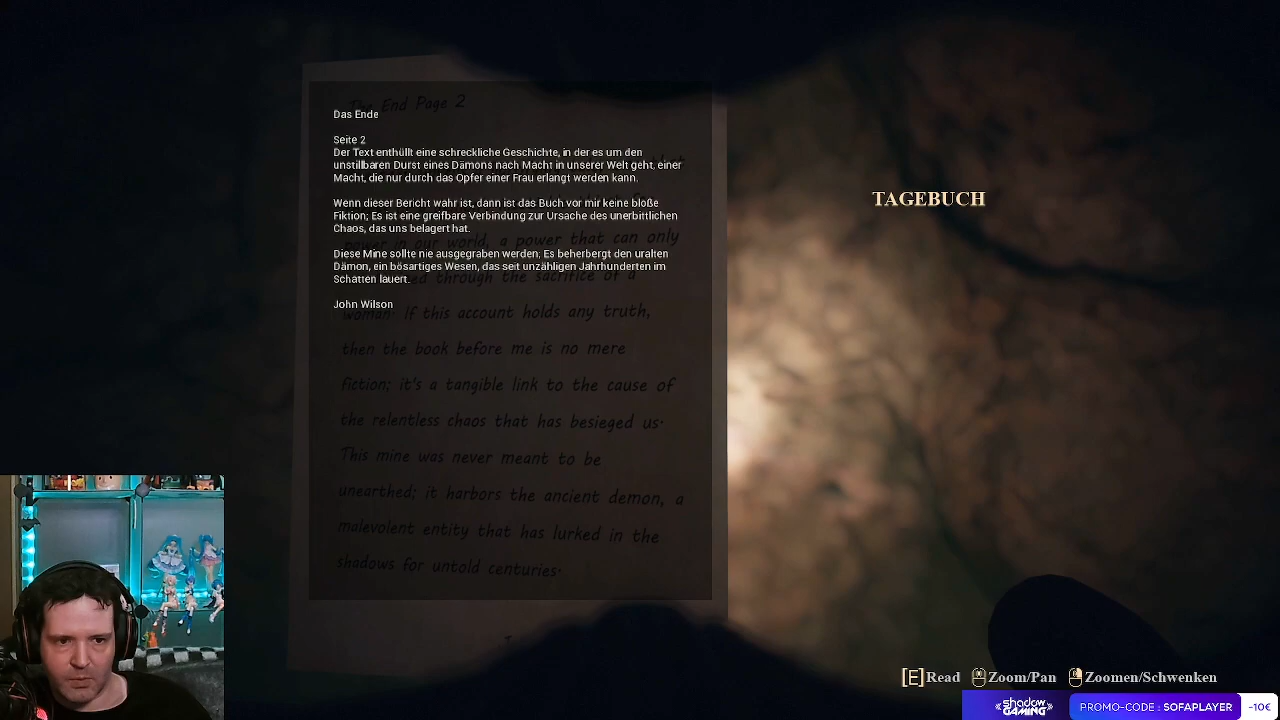 The End Page 2
Das Ende
Seite 2
Der Text enthüllt eine schreckliche Geschichte, in der es um den
unstillbaren Durst eines Dämons nach Macht in unserer Welt geht, einer
Macht, die nur durch das Opfer einer Frau erlangt werden kann.
Wenn dieser Bericht wahr ist, dann ist das Buch vor mir keine bloße
Fiktion; Es ist eine greifbare Verbindung zur Ursache des unerbittlichen
Chaos, das uns belagert hat.
Diese Mine sollte nie ausgegraben werden; Es beherbergt den uralten
Dämon, ein bösartiges Wesen, das seit unzähligen Jahrhunderten im
Schatten lauert.
John Wilson
power in our world, a power that can only
through the sacrifice of a
woman. If this account holds any truth,
then the book before me is no mere
fiction; it's a tangible link to the cause of
the relentless chaos that has besieged us.
This mine was never meant to be
unearthed; it harbors the ancient demon, a
malevolent entity that has lurked in the
shadows for untold centuries.
TAGEBUCH
[E]Read Zoom/Pan Zoomen/Schwenken
shadow GAMING
PROMO-CODE : SOFAPLAYER -10€